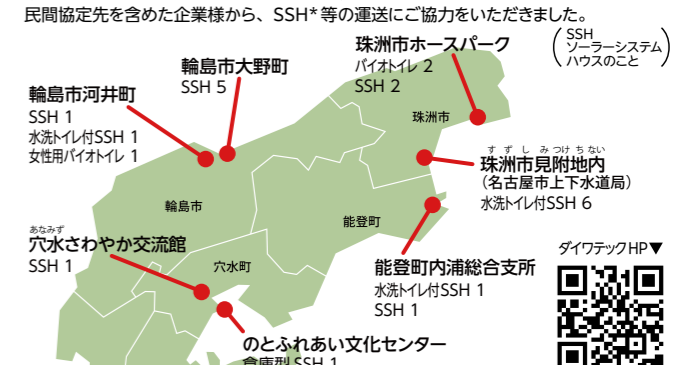 民間協定先を含めた企業様から、SSH*等の運送にご協力をいただきました。
(SSH
ソーラーシステム
ハウスのこと)
珠洲市ホースパーク
バイオトイレ 2
SSH 2
輪島市大野町
SSH 5
輪島市河井町
SSH 1
水洗トイレ付SSH 1
女性用バイオトイレ 1
珠洲市
すずしみつけちない
珠洲市見附地内
(名古屋市上下水道局)
水洗トイレ付SSH 6
輪島市
能登町
あなみず
穴水さわやか交流館
SSH 1
穴水町
能登町内浦総合支所
水洗トイレ付SSH 1
SSH 1
ダイワテックHP▼
のとふれあい文化センター
倉庫型 SSH 1